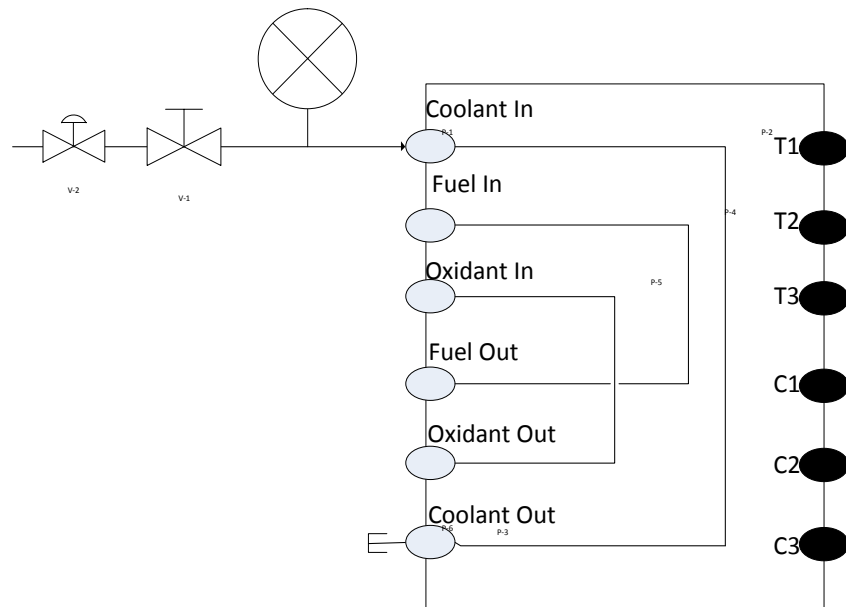 Coolant In
P-1
P-2
T1
V-2
V-1
Fuel In
P-4
T2
Oxidant In
P-5
T3
Fuel Out
C1
Oxidant Out
C2
Coolant Out
P-6
P-3
C3